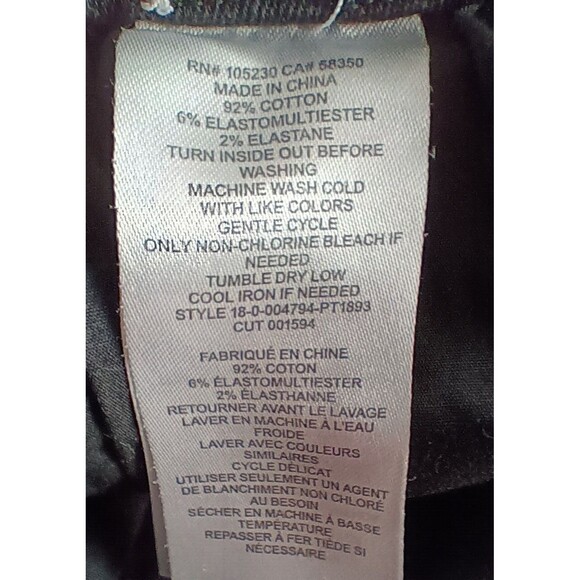 RN# 105230 CA# 58350
MADE IN CHINA
92% COTTON
6% ELASTOMULTIESTER
2% ELASTANE
TURN INSIDE OUT BEFORE
WASHING
MACHINE WASH COLD
WITH LIKE COLORS
GENTLE CYCLE
ONLY NON-CHLORINE BLEACH IF
NEEDED
TUMBLE DRY LOW
COOL IRON IF NEEDED
STYLE 18-0-004794-PT1893
CUT 001594
FABRIQUÉ EN CHINE
92% COTON
6% ÉLASTOMULTIESTER
2% ÉLASTHANNE
RETOURNER AVANT LE LAVAGE
LAVER EN MACHINE À L'EAU
FROIDE
LAVER AVEC COULEURS
SIMILAIRES
CYCLE DÉLICAT
UTILISER SEULEMENT UN AGENT
DE BLANCHIMENT NON CHLORÉ
AU BESOIN
SÉCHER EN MACHINE À BASSE
TEMPÉRATURE
REPASSER À FER TIÈDE SI
NÉCESSAIRE